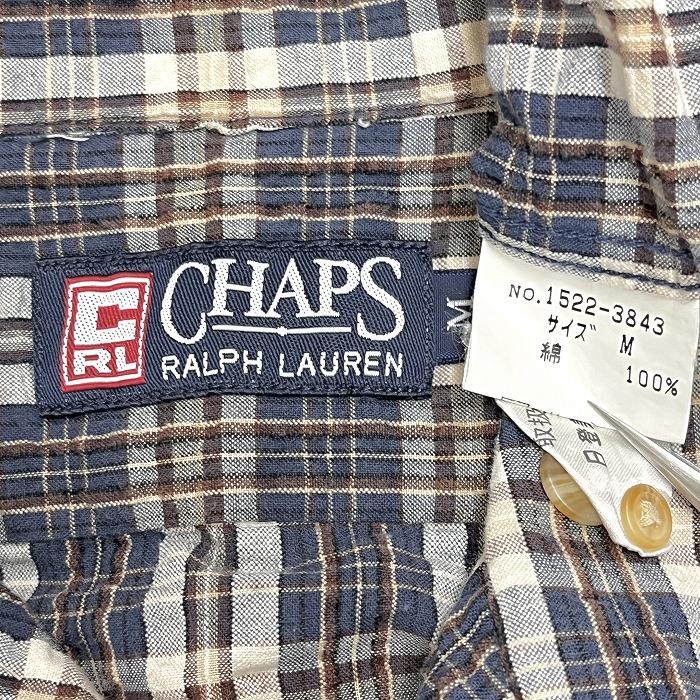 C
RL
CHAPS
RALPH LAUREN
M
NO.1522-3843
サイズ M
綿 100%